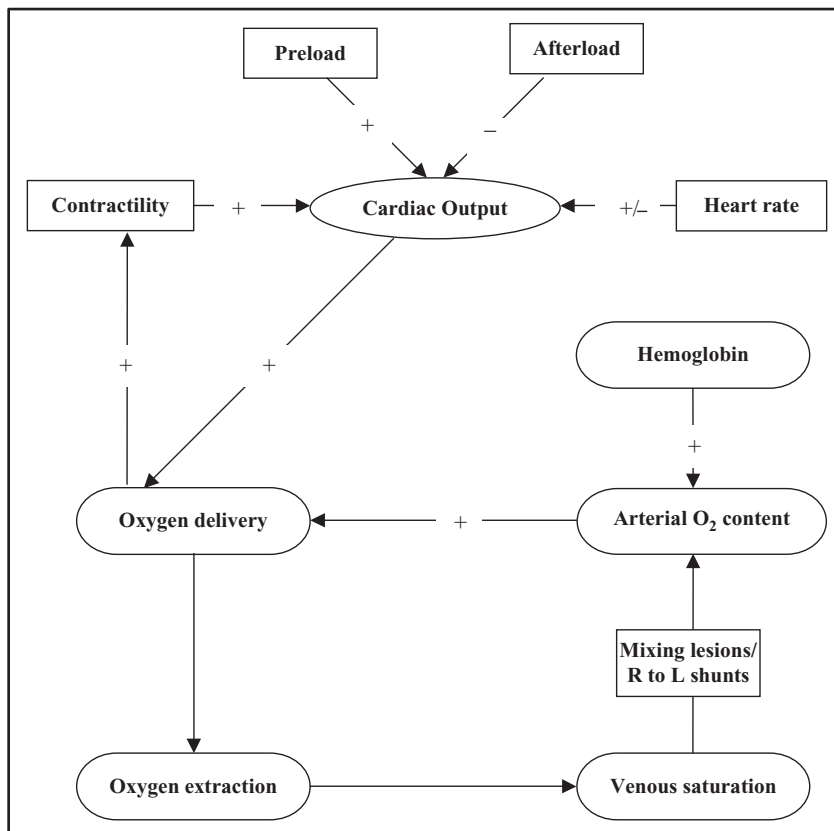 Preload
Afterload
+
−
Contractility
+
Cardiac Output
+/−
Heart rate
Hemoglobin
+
+
+
Oxygen delivery
+
Arterial O₂ content
Mixing lesions/
R to L shunts
Oxygen extraction
Venous saturation